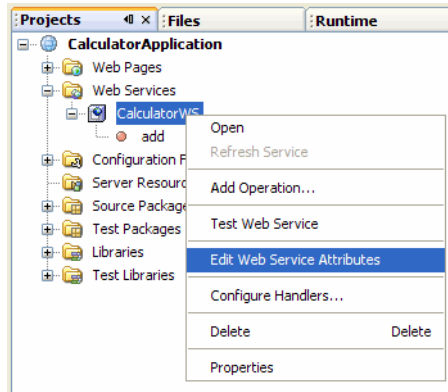 Projects
Files
Runtime
CalculatorApplication
Web Pages
Web Services
CalculatorWS
add
Configuration F
Server Resourc
Source Package
Test Packages
Libraries
Test Libraries
Open
Refresh Service
Add Operation...
Test Web Service
Edit Web Service Attributes
Configure Handlers...
Delete Delete
Properties